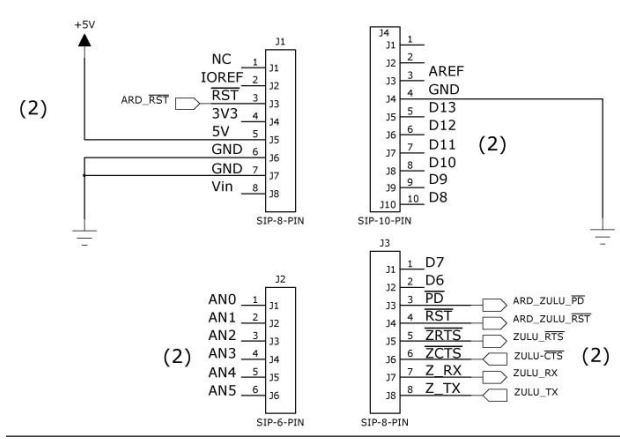 +5V
J1
NC 1 J1
IOREF 2 J2
ARD_RST RST 3 J3
3V3 4 J4
5V 5 J5
GND 6 J6
GND 7 J7
Vin 8 J8
SIP-8-PIN
(2)
J4
J1 1
J2 2
J3 3 AREF
J4 4 GND
J5 5 D13
J6 6 D12
J7 7 D11
J8 8 D10
J9 9 D9
J10 10 D8
SIP-10-PIN
(2)
J2
AN0 1 J1
AN1 2 J2
AN2 3 J3
AN3 4 J4
AN4 5 J5
AN5 6 J6
SIP-6-PIN
(2)
J3
J1 1 D7
J2 2 D6
J3 3 PD ARD_ZULU_PD
J4 4 RST ARD_ZULU_RST
J5 5 ZRTS ZULU_RTS
J6 6 ZCTS ZULU-CTS
J7 7 Z_RX ZULU_RX
J8 8 Z_TX ZULU_TX
SIP-8-PIN
(2)